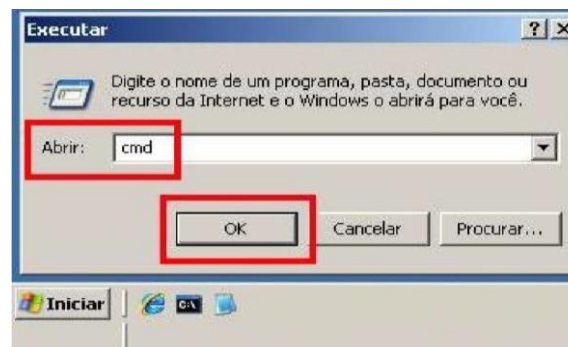 Executar
Digite o nome de um programa, pasta, documento ou
recurso da Internet e o Windows o abrirá para você.
Abrir: cmd
OK Cancelar Procurar...
Iniciar